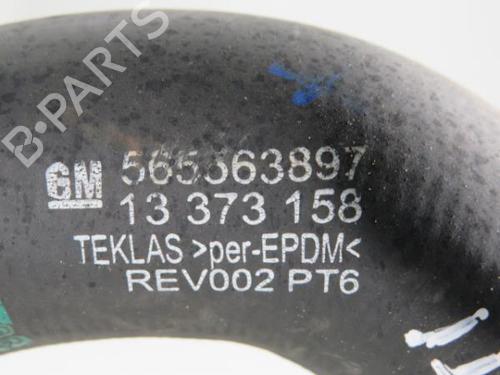 B-PARTS
GM 565363897
13 373 158
TEKLAS >per-EPDM<
REV002 PT6